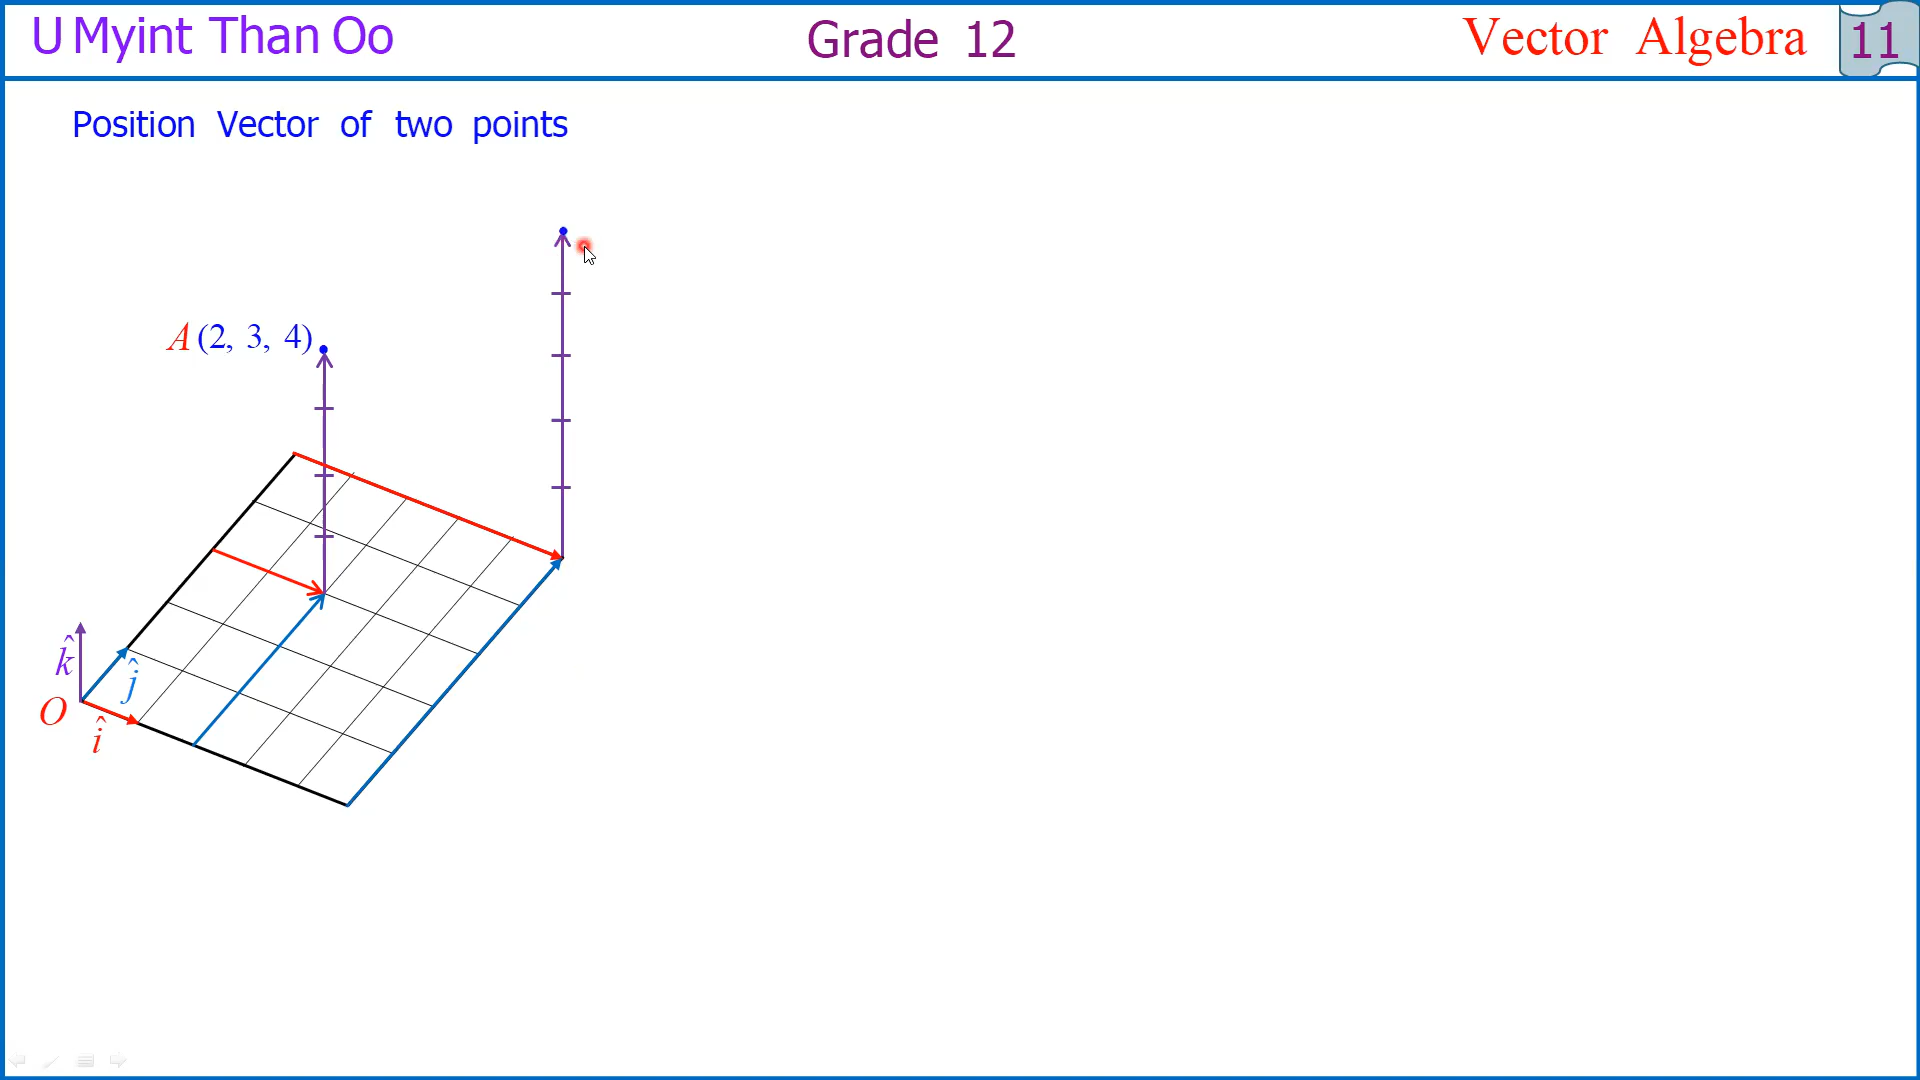 U Myint Than Oo
Grade 12
Vector Algebra
11
Position Vector of two points
A (2, 3, 4)
k̂
ĵ
O
î